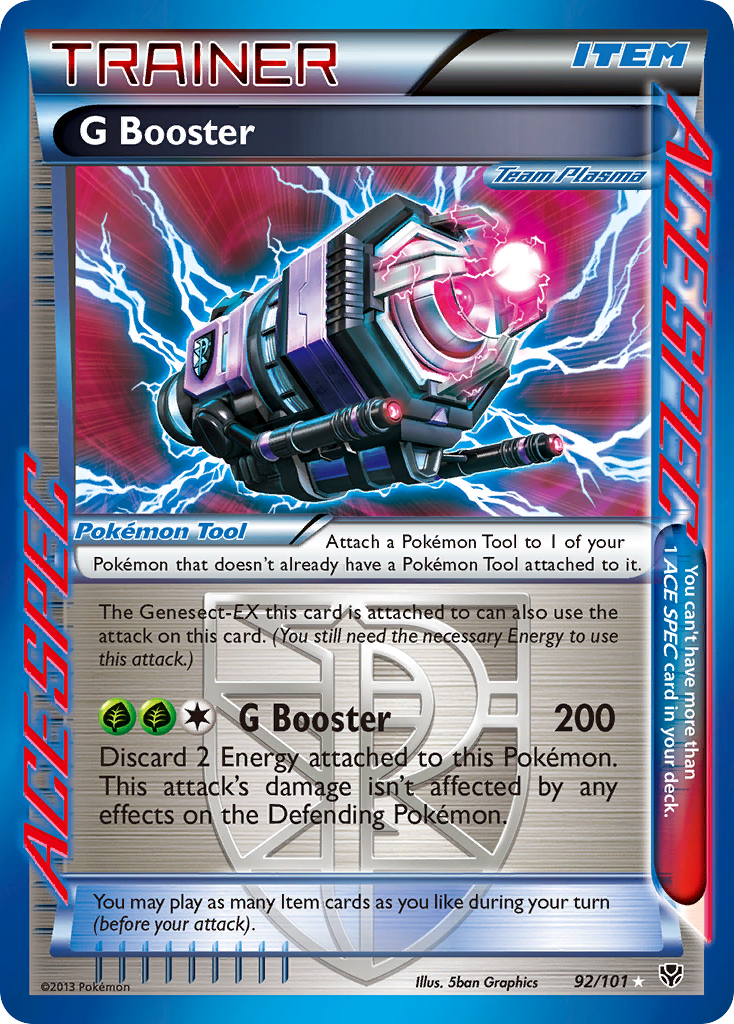 TRAINER
ITEM
G Booster
Team Plasma
ACE SPEC
ACE SPEC
Pokémon Tool
Attach a Pokémon Tool to 1 of your
Pokémon that doesn't already have a Pokémon Tool attached to it.
You can't have more than
1 ACE SPEC card in your deck.
The Genesect-EX this card is attached to can also use the
attack on this card. (You still need the necessary Energy to use
this attack.)
G Booster 200
Discard 2 Energy attached to this Pokémon.
This attack's damage isn't affected by any
effects on the Defending Pokémon.
You may play as many Item cards as you like during your turn
(before your attack).
©2013 Pokémon
Illus. 5ban Graphics
92/101